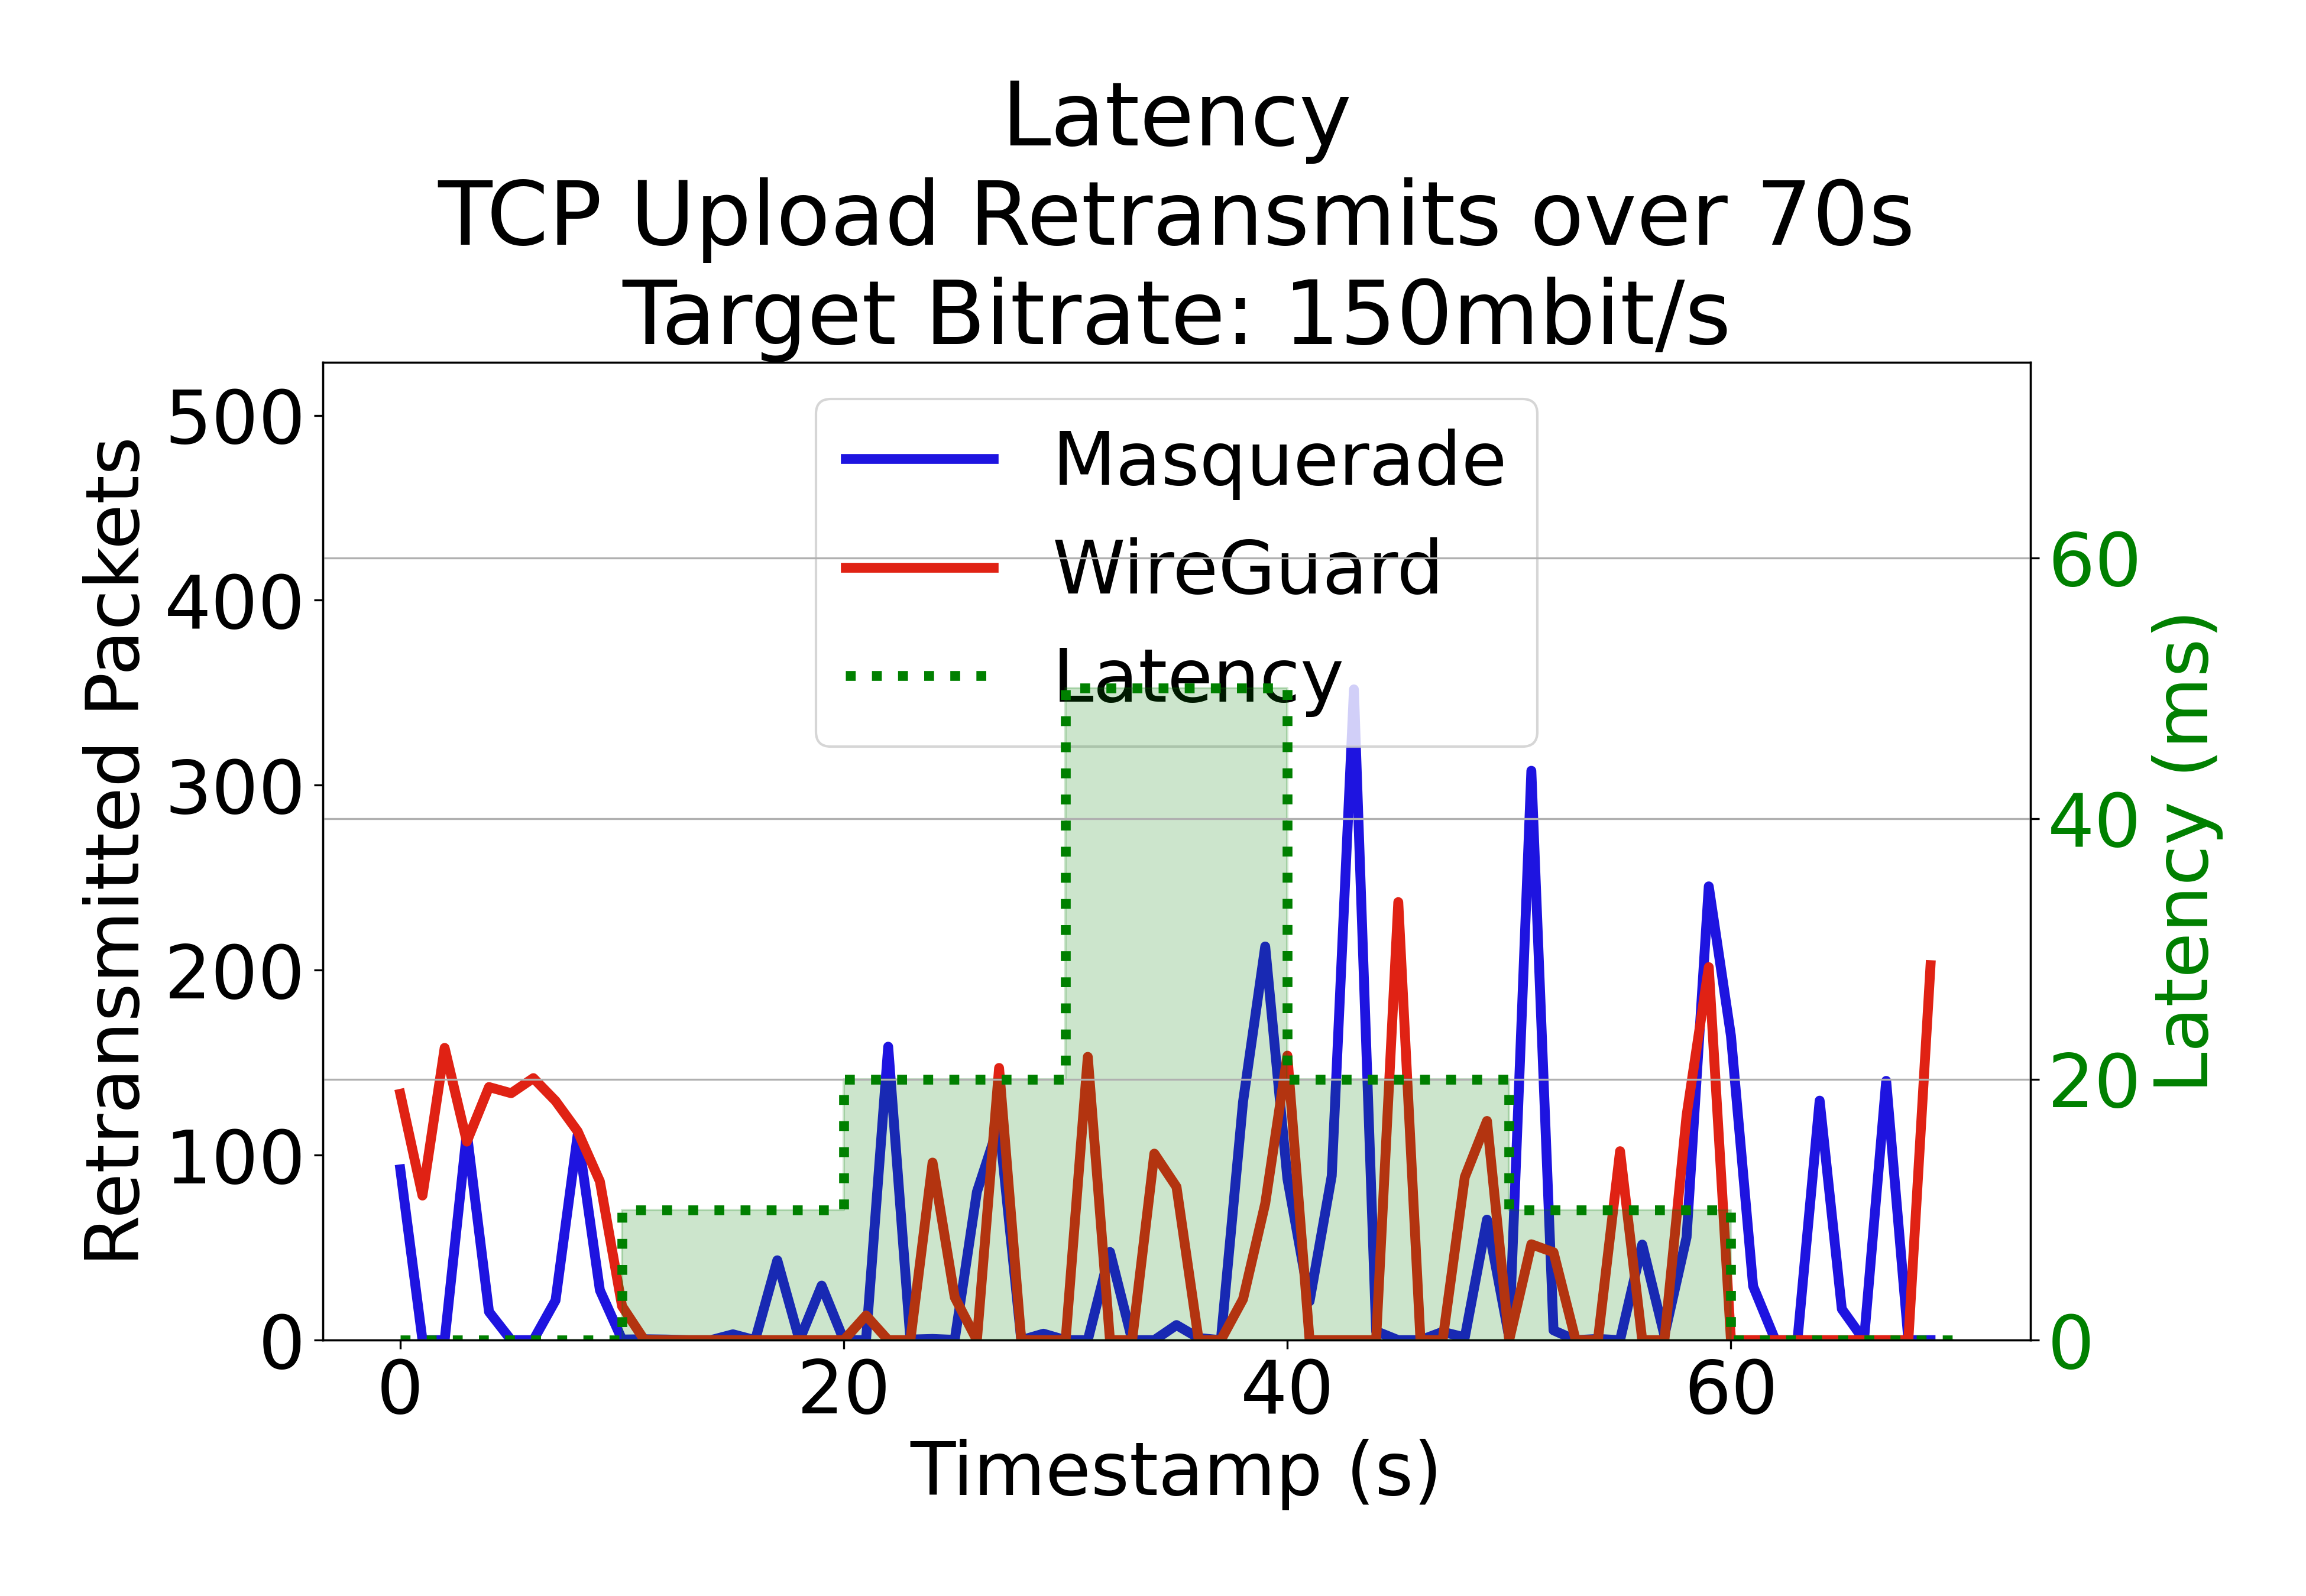 Latency
TCP Upload Retransmits over 70s
Target Bitrate: 150mbit/s
Retransmitted Packets
500
400
300
200
100
0
Masquerade
WireGuard
Latency
60
40
20
0
Latency (ms)
0 20 40 60
Timestamp (s)